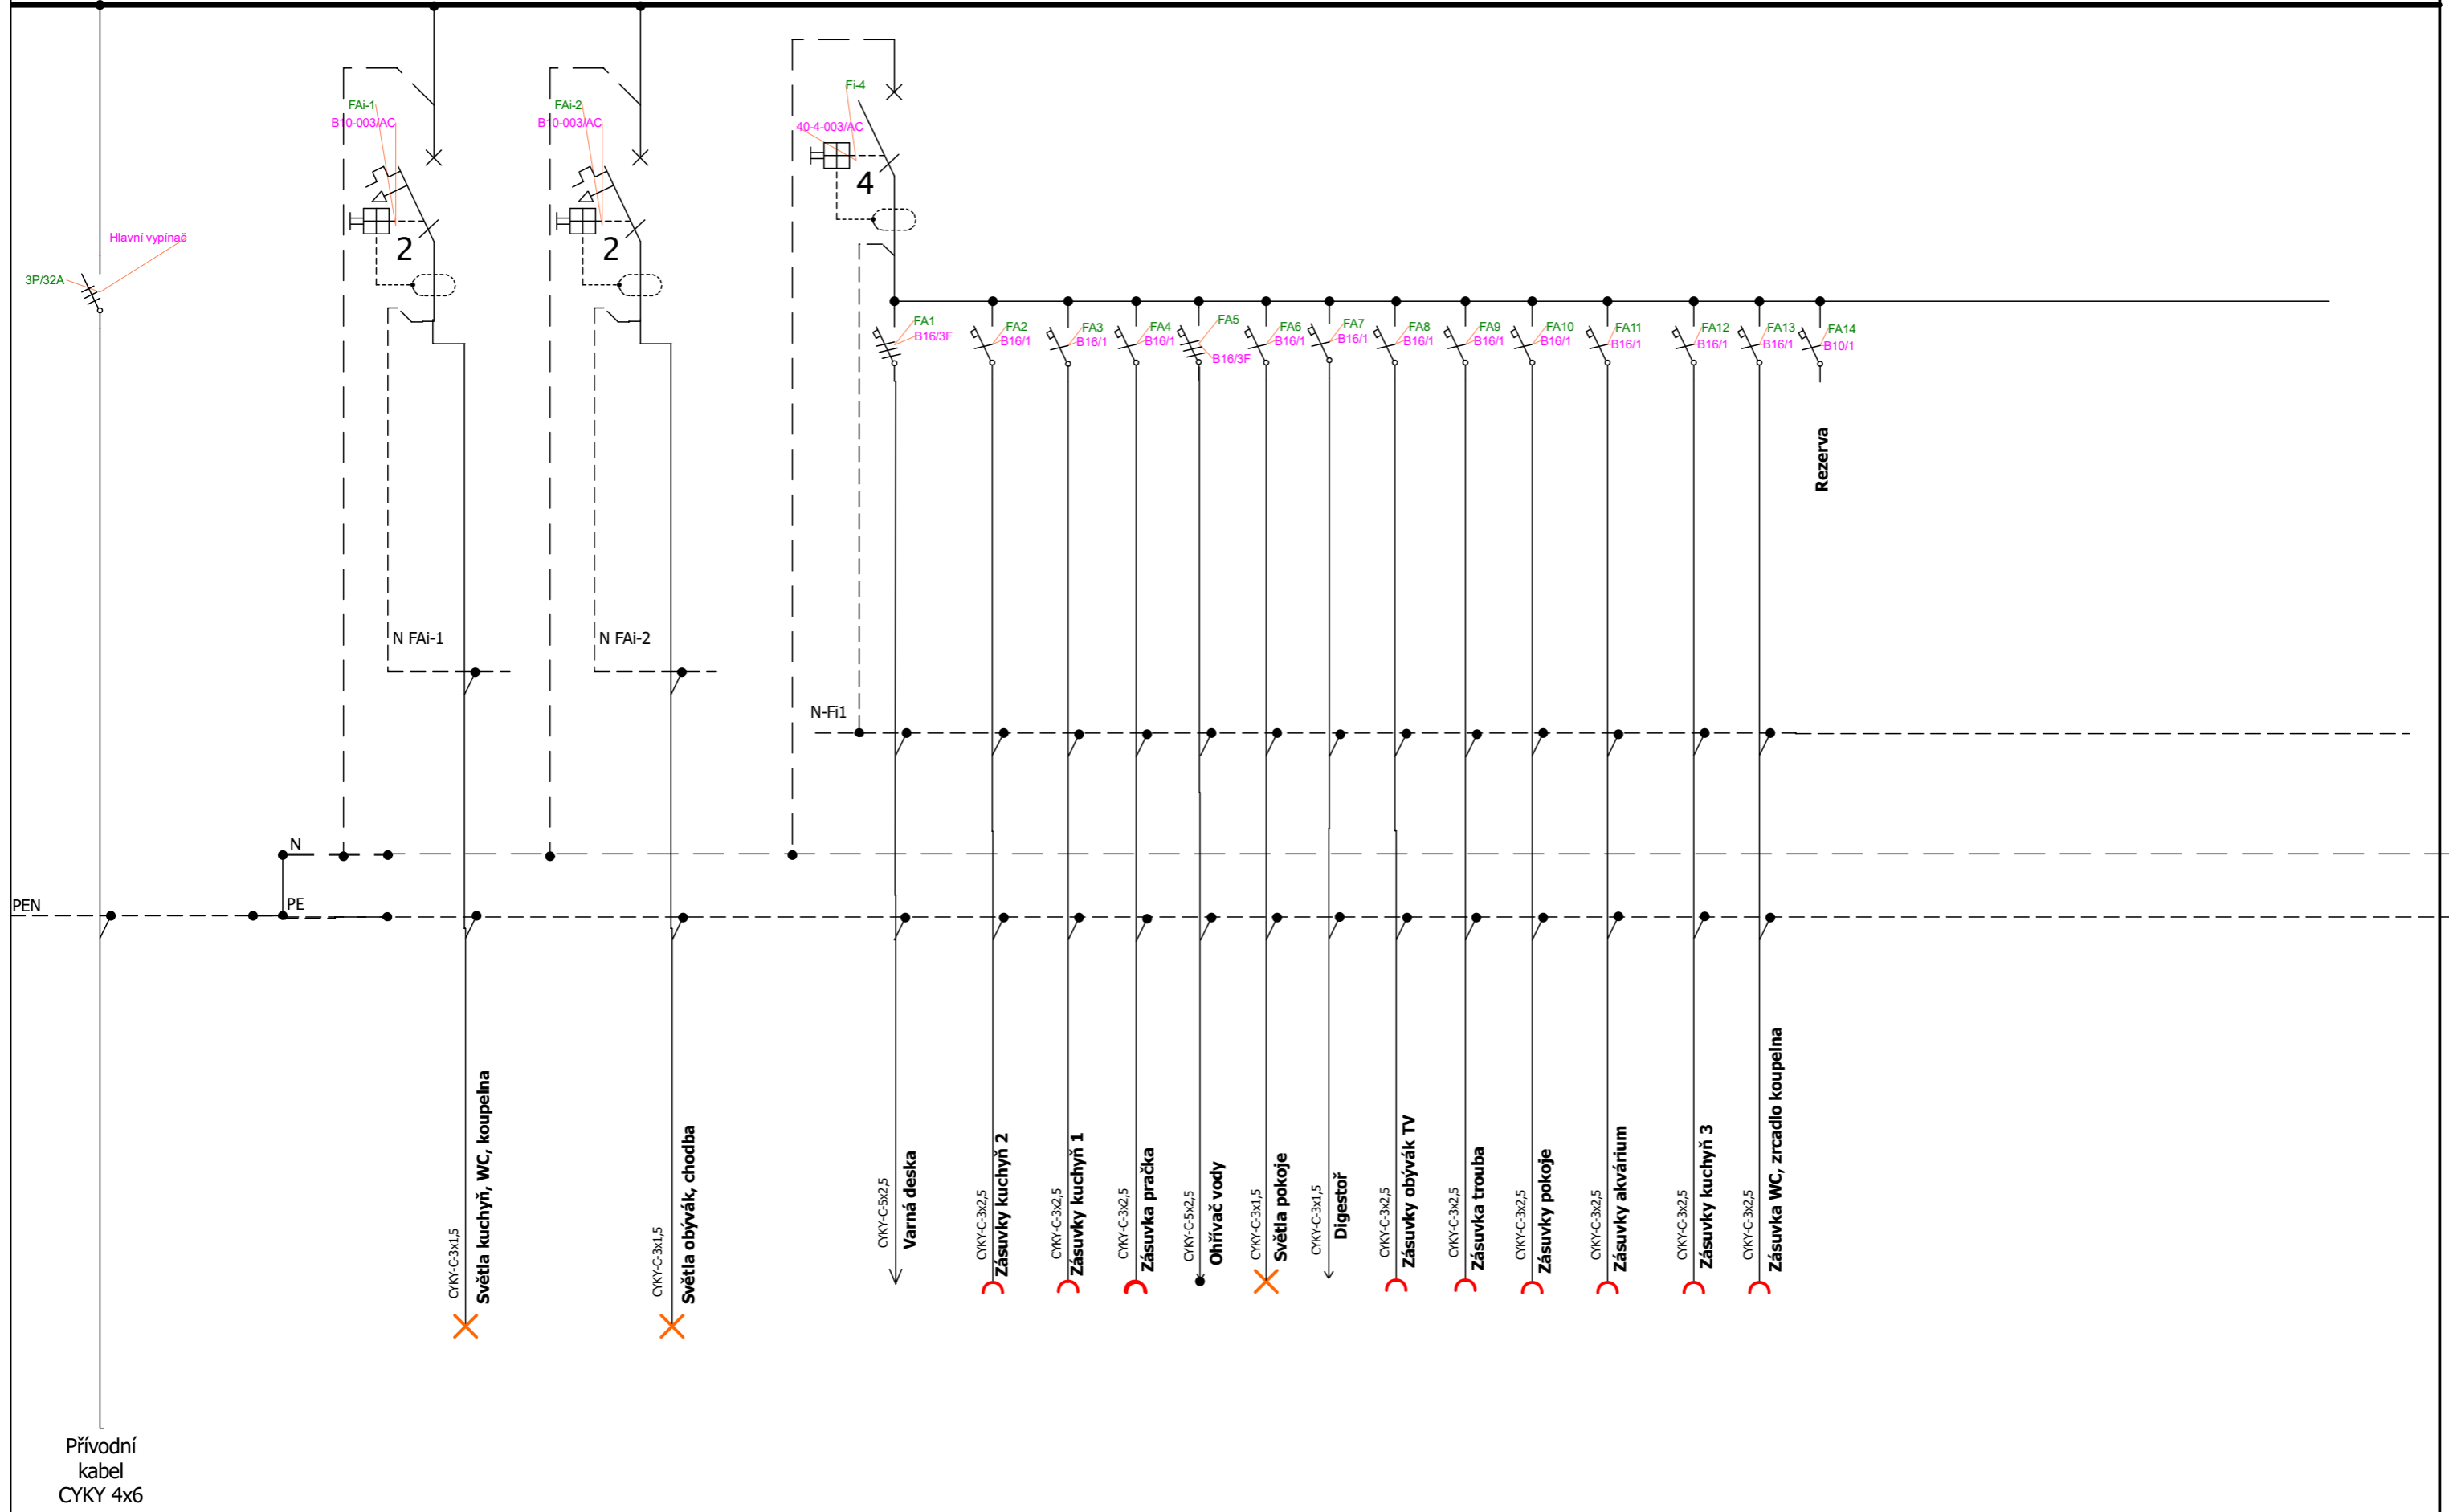 Fi-4
FAi-1
B10-003/AC
FAi-2
B10-003/AC
40-4-003/AC
4
2
2
Hlavní vypínač
3P/32A
FA1
B16/3F
FA2
B16/1
FA3
B16/1
FA4
B16/1
FA5
B16/3F
FA6
B16/1
FA7
B16/1
FA8
B16/1
FA9
B16/1
FA10
B16/1
FA11
B16/1
FA12
B16/1
FA13
B16/1
FA14
B10/1
Rezerva
N FAi-1
N FAi-2
N-Fi1
N
PEN
PE
CYKY-C-3x1,5
Světla kuchyň, WC, koupelna
CYKY-C-3x1,5
Světla obývák, chodba
CYKY-C-5x2,5
Varná deska
CYKY-C-3x2,5
Zásuvky kuchyň 2
CYKY-C-3x2,5
Zásuvky kuchyň 1
CYKY-C-3x2,5
Zásuvka pračka
CYKY-C-5x2,5
Ohřívač vody
CYKY-C-3x1,5
Světla pokoje
CYKY-C-3x1,5
Digestoř
CYKY-C-3x2,5
Zásuvky obývák TV
CYKY-C-3x2,5
Zásuvka trouba
CYKY-C-3x2,5
Zásuvky pokoje
CYKY-C-3x2,5
Zásuvky akvárium
CYKY-C-3x2,5
Zásuvky kuchyň 3
CYKY-C-3x2,5
Zásuvka WC, zrcadlo koupelna
Přívodní
kabel
CYKY 4x6